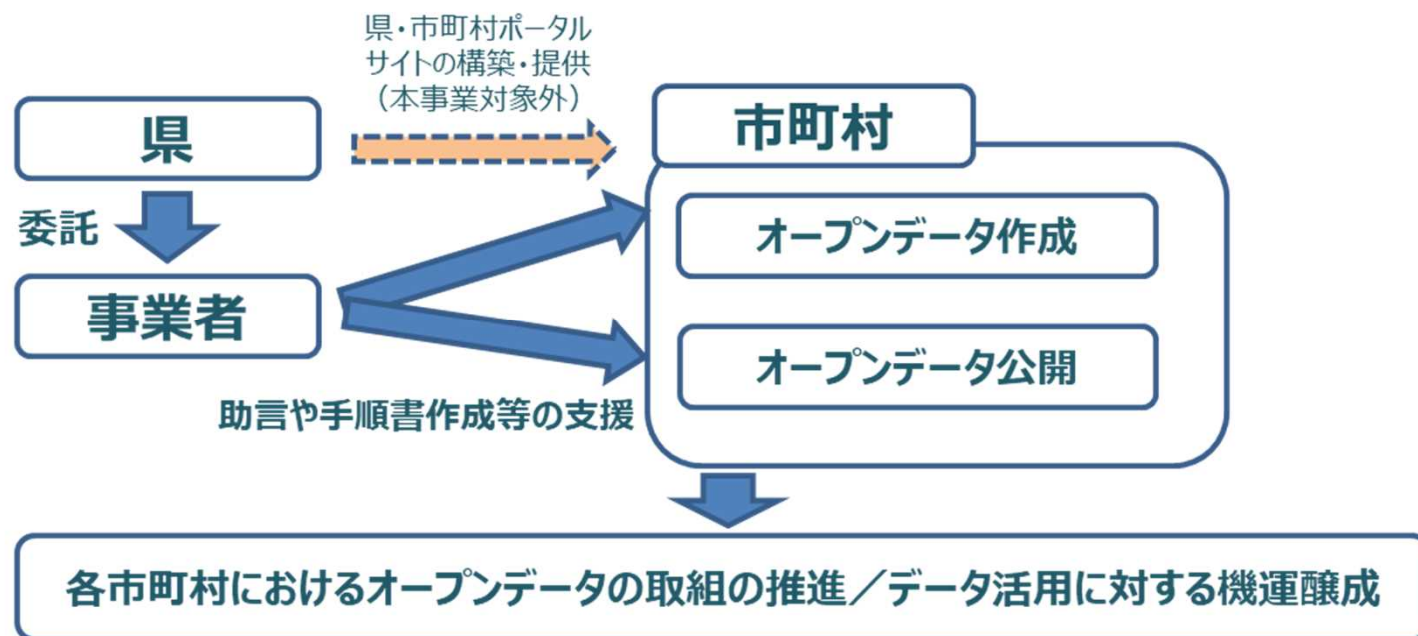 県・市町村ポータル
サイトの構築・提供
（本事業対象外）
県
市町村
委託
オープンデータ作成
事業者
オープンデータ公開
助言や手順書作成等の支援
各市町村におけるオープンデータの取組の推進／データ活用に対する機運醸成